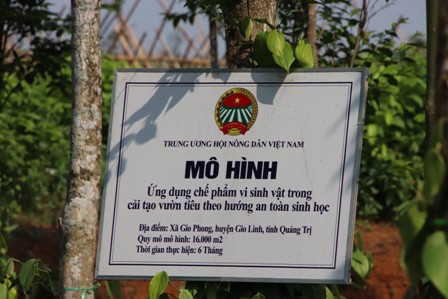 TRUNG ƯƠNG HỘI NÔNG DÂN VIỆT NAM
MÔ HÌNH
Ứng dụng chế phẩm vi sinh vật trong
cải tạo vườn tiêu theo hướng an toàn sinh học
Địa điểm: Xã Gio Phong, huyện Gio Linh, tỉnh Quảng Trị
Quy mô mô hình: 16.000 m2
Thời gian thực hiện: 6 Tháng